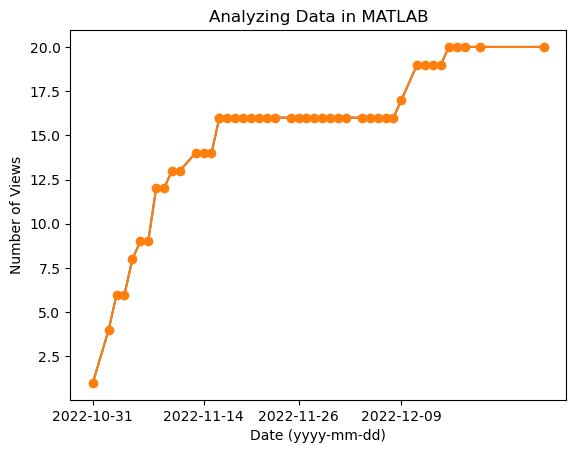 Analyzing Data in MATLAB
Number of Views
20.0
17.5
15.0
12.5
10.0
7.5
5.0
2.5
2022-10-31 2022-11-14 2022-11-26 2022-12-09
Date (yyyy-mm-dd)